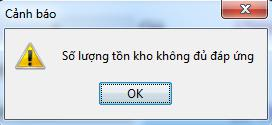 Cảnh báo
Số lượng tồn kho không đủ đáp ứng
OK